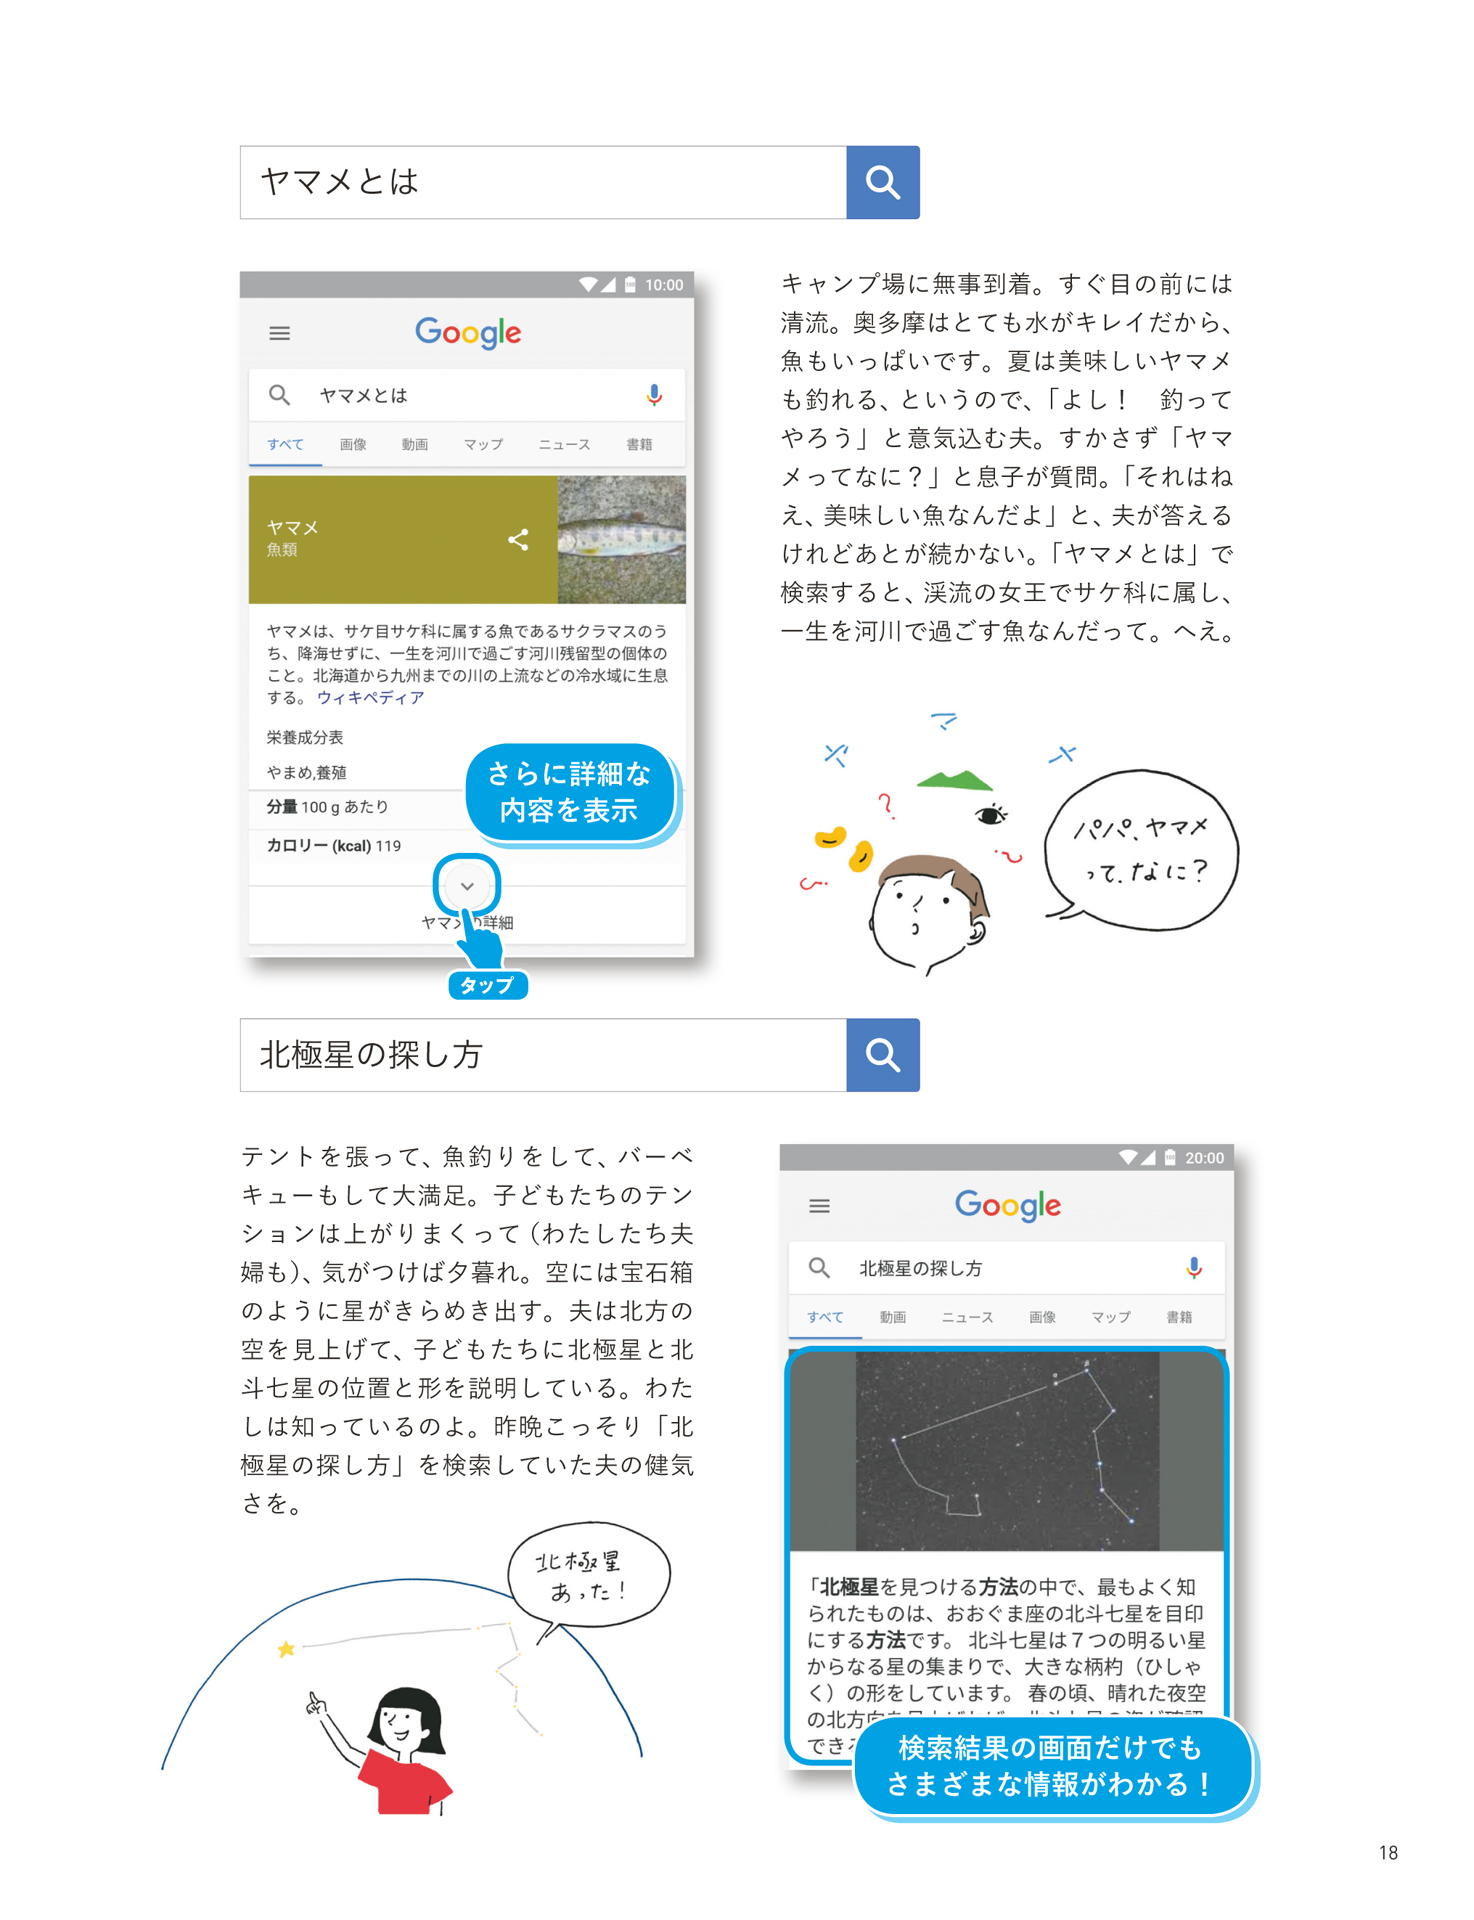 ヤマメとは
10:00
Google
ヤマメとは
すべて 画像 動画 マップ ニュース 書籍
ヤマメ
魚類
ヤマメは、サケ目サケ科に属する魚であるサクラマスのう
ち、降海せずに、一生を河川で過ごす河川残留型の個体の
こと。北海道から九州までの川の上流などの冷水域に生息
する。 ウィキペディア
栄養成分表
やまめ,養殖
分量 100 g あたり
カロリー (kcal) 119
さらに詳細な
内容を表示
ヤマメの詳細
タップ
キャンプ場に無事到着。すぐ目の前には
清流。奥多摩はとても水がキレイだから、
魚もいっぱいです。夏は美味しいヤマメ
も釣れる、というので、「よし！　釣って
やろう」と意気込む夫。すかさず「ヤマ
メってなに？」と息子が質問。「それはね
え、美味しい魚なんだよ」と、夫が答える
けれどあとが続かない。「ヤマメとは」で
検索すると、渓流の女王でサケ科に属し、
一生を河川で過ごす魚なんだって。へえ。
マ
メ
パパ、ヤマメ
って、なに？
北極星の探し方
テントを張って、魚釣りをして、バーベ
キューもして大満足。子どもたちのテン
ションは上がりまくって（わたしたち夫
婦も）、気がつけば夕暮れ。空には宝石箱
のように星がきらめき出す。夫は北方の
空を見上げて、子どもたちに北極星と北
斗七星の位置と形を説明している。わた
しは知っているのよ。昨晩こっそり「北
極星の探し方」を検索していた夫の健気
さを。
北極星
あった！
20:00
Google
北極星の探し方
すべて 動画 ニュース 画像 マップ 書籍
「北極星を見つける方法の中で、最もよく知
られたものは、おおぐま座の北斗七星を目印
にする方法です。 北斗七星は７つの明るい星
からなる星の集まりで、大きな柄杓（ひしゃ
く）の形をしています。 春の頃、晴れた夜空
の北方向
でき
検索結果の画面だけでも
さまざまな情報がわかる！
18